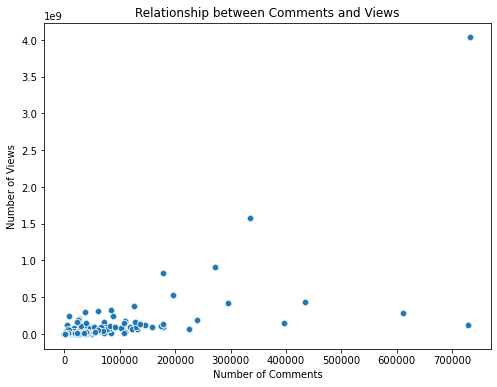 Relationship between Comments and Views
1e9
4.0
3.5
3.0
2.5
2.0
1.5
1.0
0.5
0.0
Number of Views
0 100000 200000 300000 400000 500000 600000 700000
Number of Comments